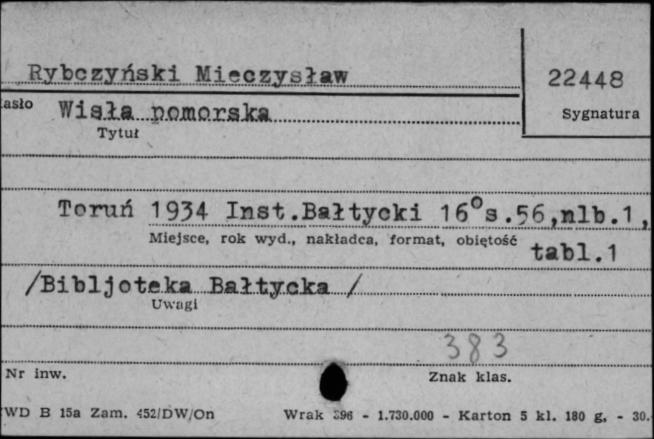 Rybczyński Mieczysław
22448
asło Wisła pomorska
Sygnatura
Tytuł
Toruń 1934 Inst.Bałtycki 16° s.56,nlb.1,
Miejsce, rok wyd., nakładca, format, objętość
tabl.1
/Bibljoteka Bałtycka /
Uwagi
383
Nr inw.
Znak klas.
WD B 15a Zam. 452/DW/On Wrak 396 - 1.730.000 - Karton 5 kl. 180 g. - 30.